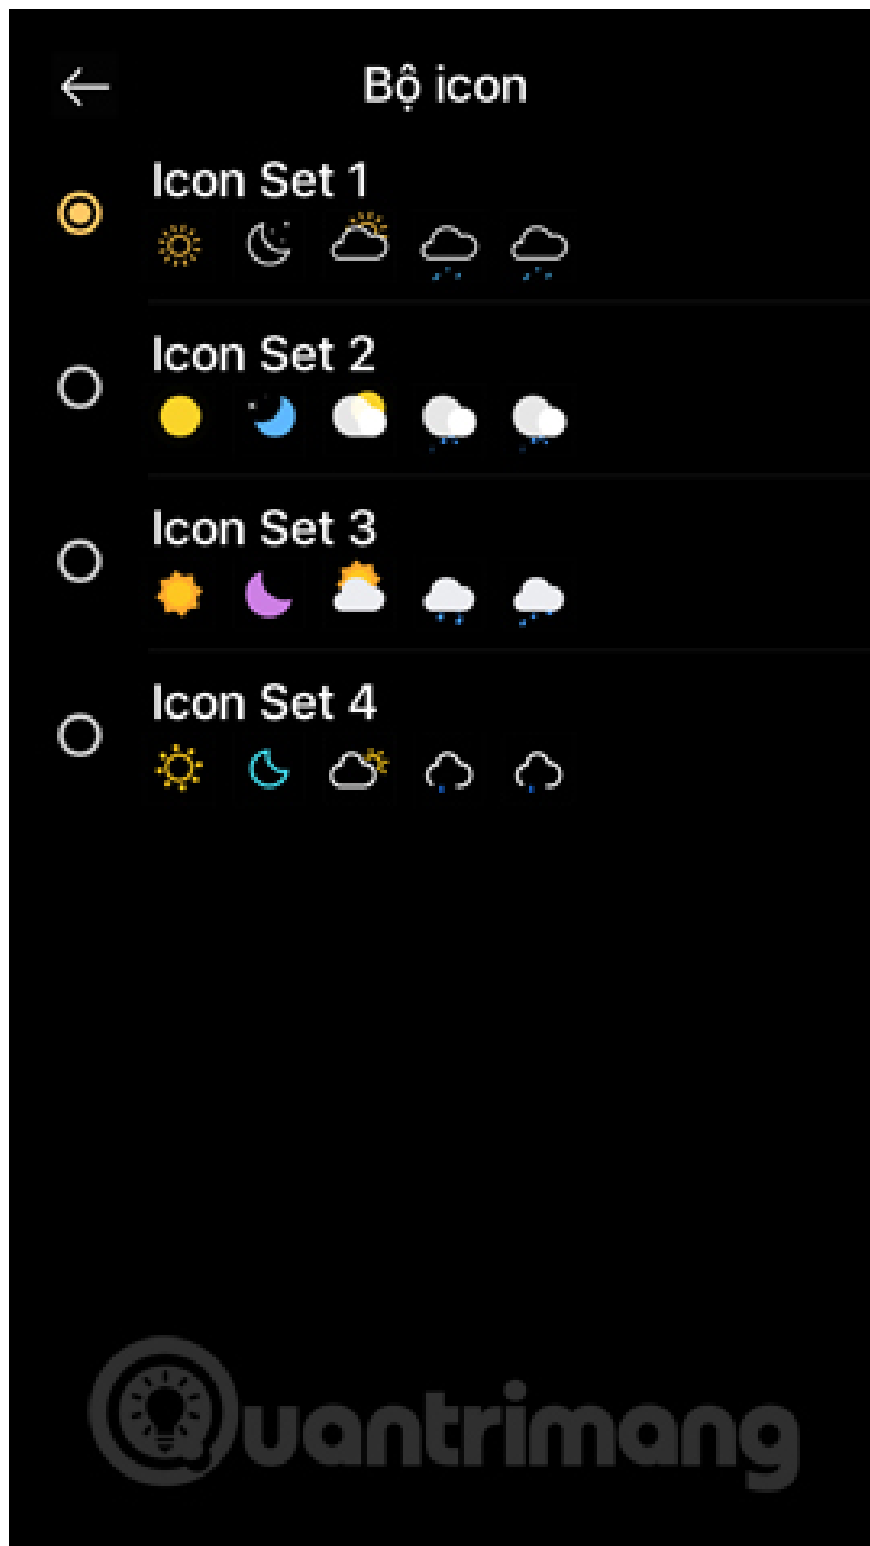 Bộ icon
Icon Set 1
Icon Set 2
Icon Set 3
Icon Set 4
Quantrimang